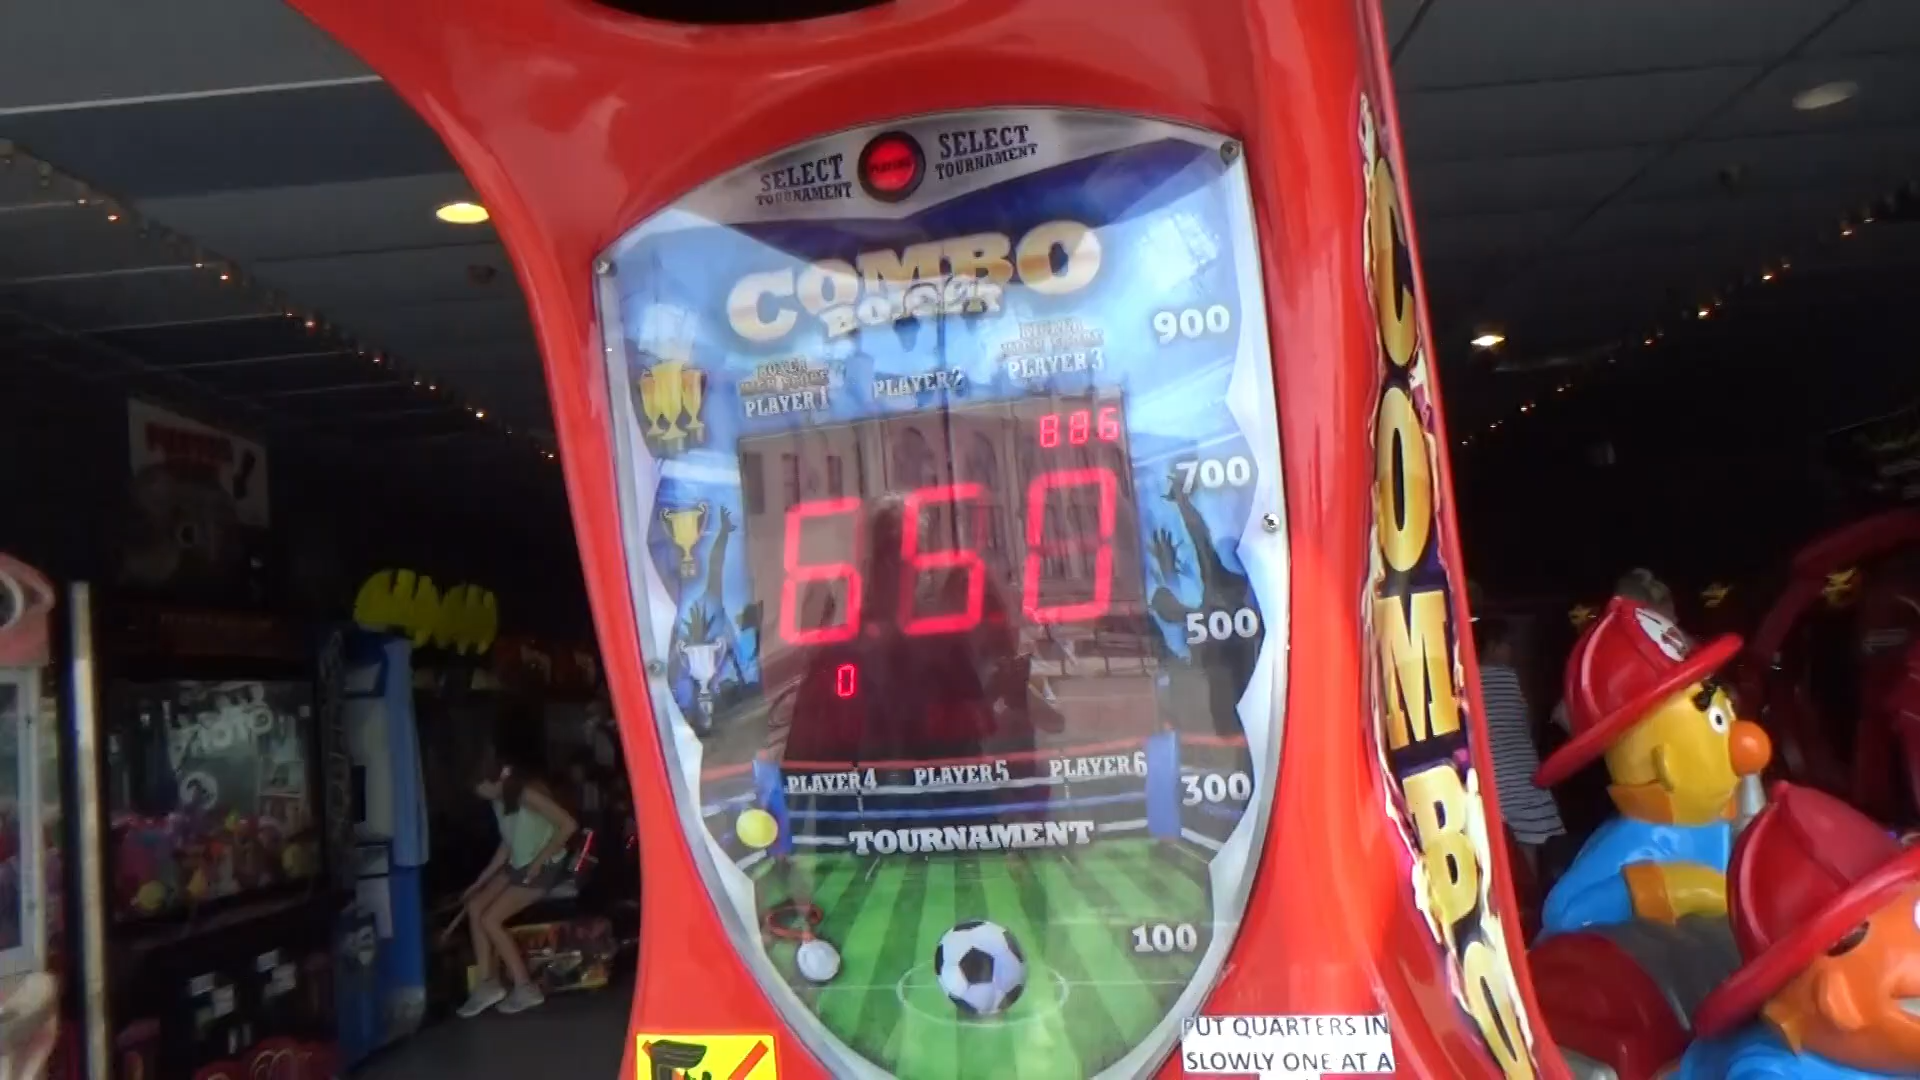 SELECT SELECT
TOURNAMENT TOURNAMENT
COMBO
BOXER
900
PLAYER 1 PLAYER 2 PLAYER 3
886
700
650
500
0
PLAYER 4 PLAYER 5 PLAYER 6
300
TOURNAMENT
100
PUT QUARTERS IN
SLOWLY ONE AT A
COMBO